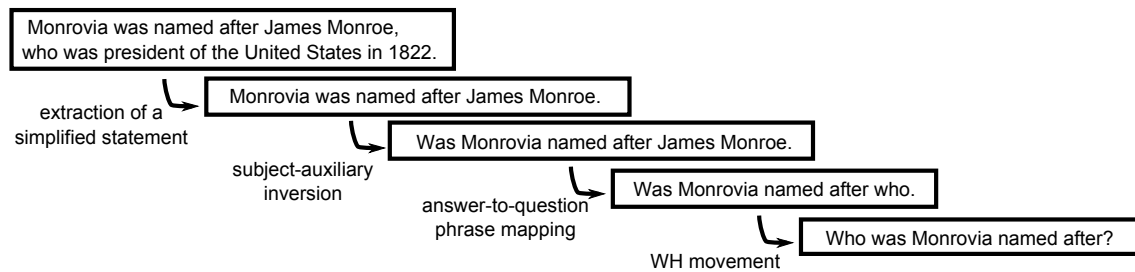 Monrovia was named after James Monroe,
who was president of the United States in 1822.
extraction of a
simplified statement
Monrovia was named after James Monroe.
subject-auxiliary
inversion
Was Monrovia named after James Monroe.
answer-to-question
phrase mapping
Was Monrovia named after who.
WH movement
Who was Monrovia named after?